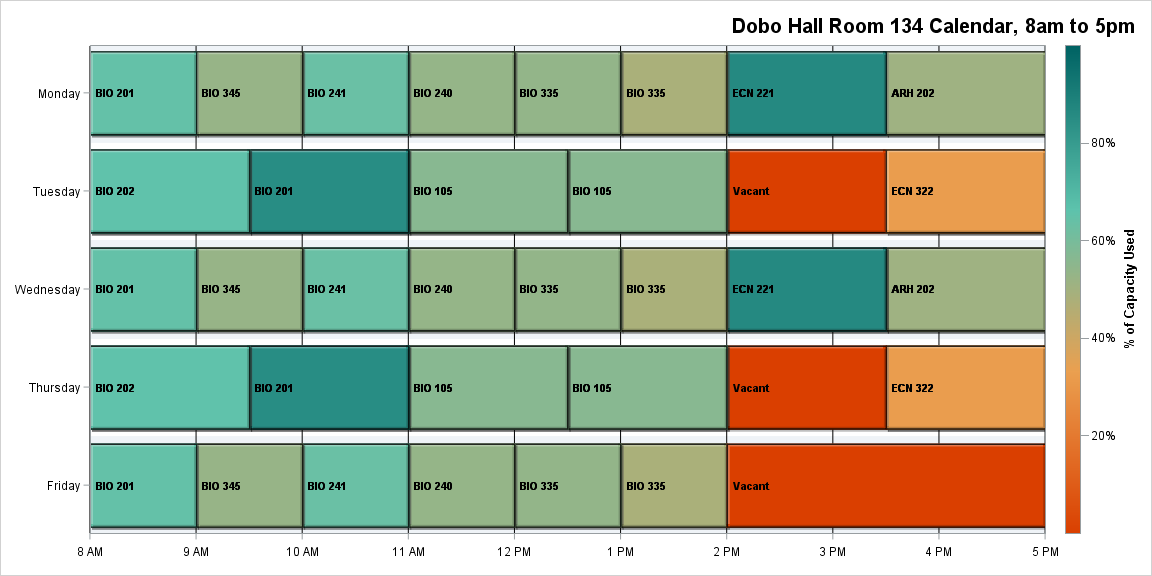 Dobo Hall Room 134 Calendar, 8am to 5pm
Monday BIO 201 BIO 345 BIO 241 BIO 240 BIO 335 BIO 335 ECN 221 ARH 202
80%
Tuesday BIO 202 BIO 201 BIO 105 BIO 105 Vacant ECN 322
60%
Wednesday BIO 201 BIO 345 BIO 241 BIO 240 BIO 335 BIO 335 ECN 221 ARH 202
% of Capacity Used
40%
Thursday BIO 202 BIO 201 BIO 105 BIO 105 Vacant ECN 322
20%
Friday BIO 201 BIO 345 BIO 241 BIO 240 BIO 335 BIO 335 Vacant
8 AM 9 AM 10 AM 11 AM 12 PM 1 PM 2 PM 3 PM 4 PM 5 PM